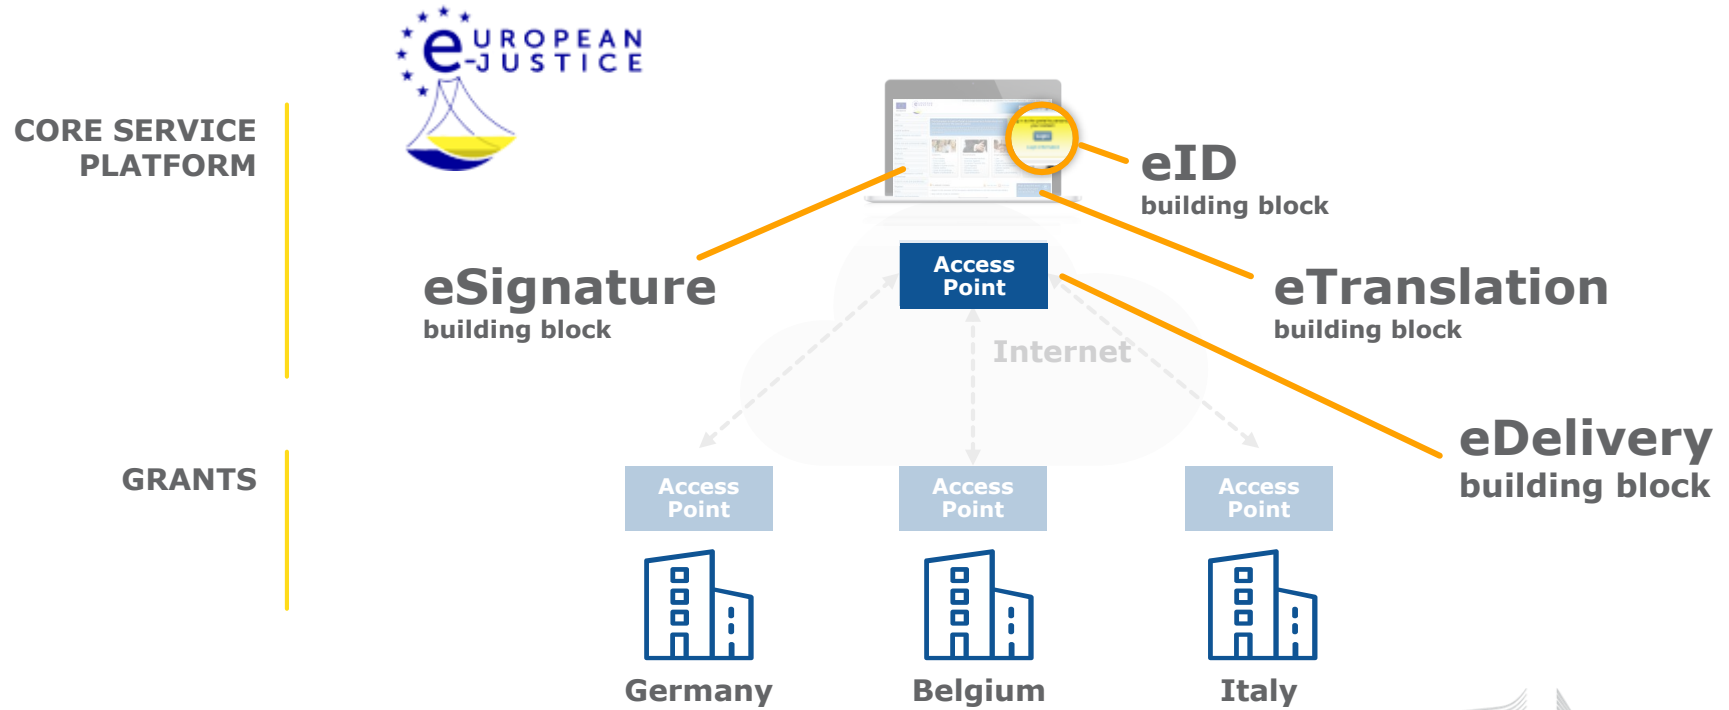 EUROPEAN
e-JUSTICE
CORE SERVICE
PLATFORM
Login
eID
building block
Access
Point
eSignature
building block
eTranslation
building block
Internet
eDelivery
building block
GRANTS
Access
Point
Access
Point
Access
Point
Germany
Belgium
Italy